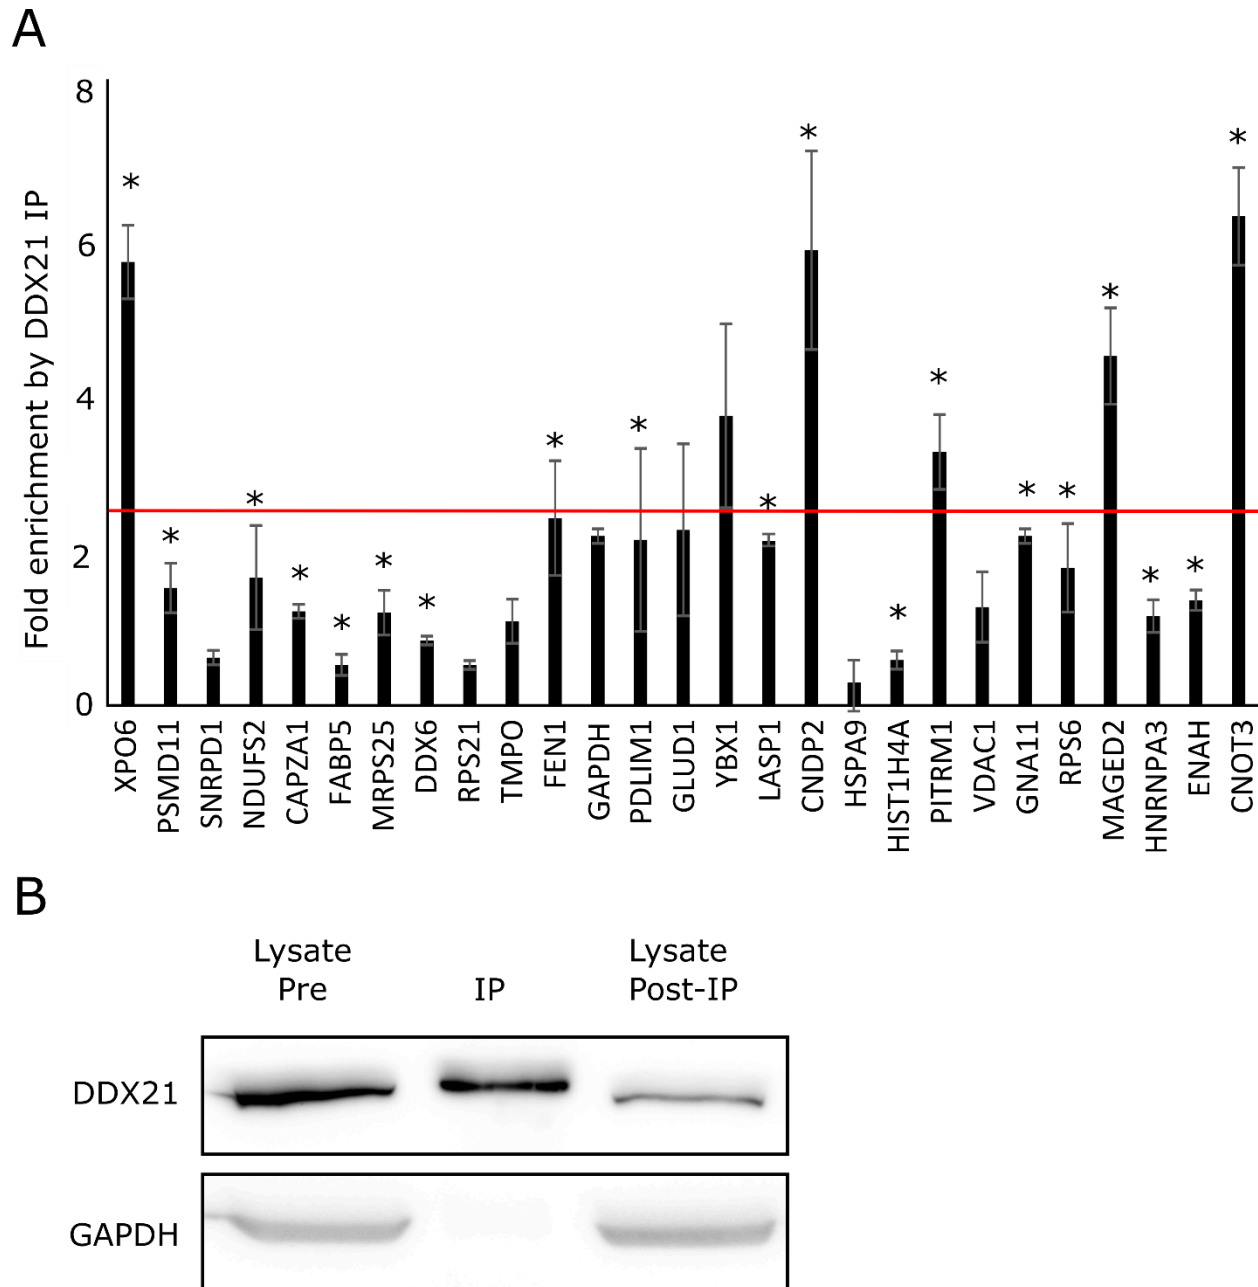 A
Fold enrichment by DDX21 IP
8
6
4
2
0
* * * * * * * * * * * * * * * * * * * *
XPO6
PSMD11
SNRPD1
NDUFS2
CAPZA1
FABP5
MRPS25
DDX6
RPS21
TMPO
FEN1
GAPDH
PDLIM1
GLUD1
YBX1
LASP1
CNDP2
HSPA9
HIST1H4A
PITRM1
VDAC1
GNA11
RPS6
MAGED2
HNRNPA3
ENAH
CNOT3
B
Lysate
Pre
IP
Lysate
Post-IP
DDX21
GAPDH